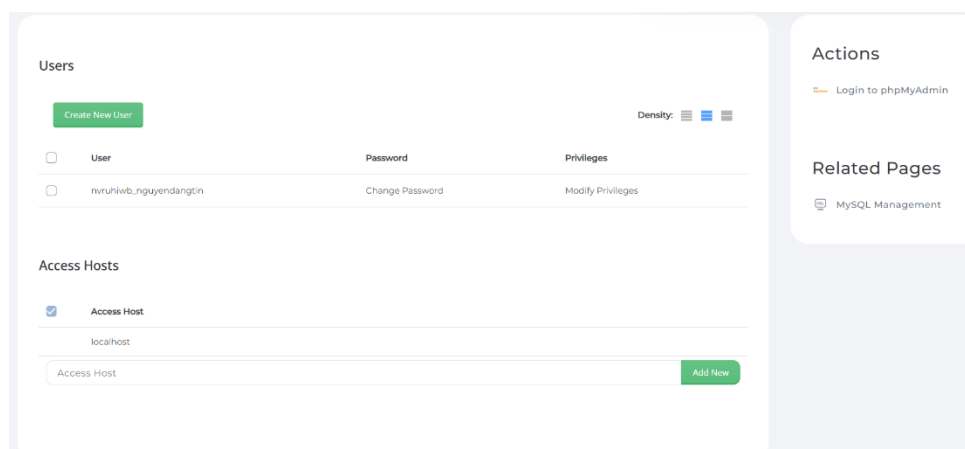 Users
Create New User
Density:
User Password Privileges
nvruhiwb_nguyendangtin Change Password Modify Privileges
Access Hosts
Access Host
localhost
Access Host Add New
Actions
Login to phpMyAdmin
Related Pages
MySQL Management